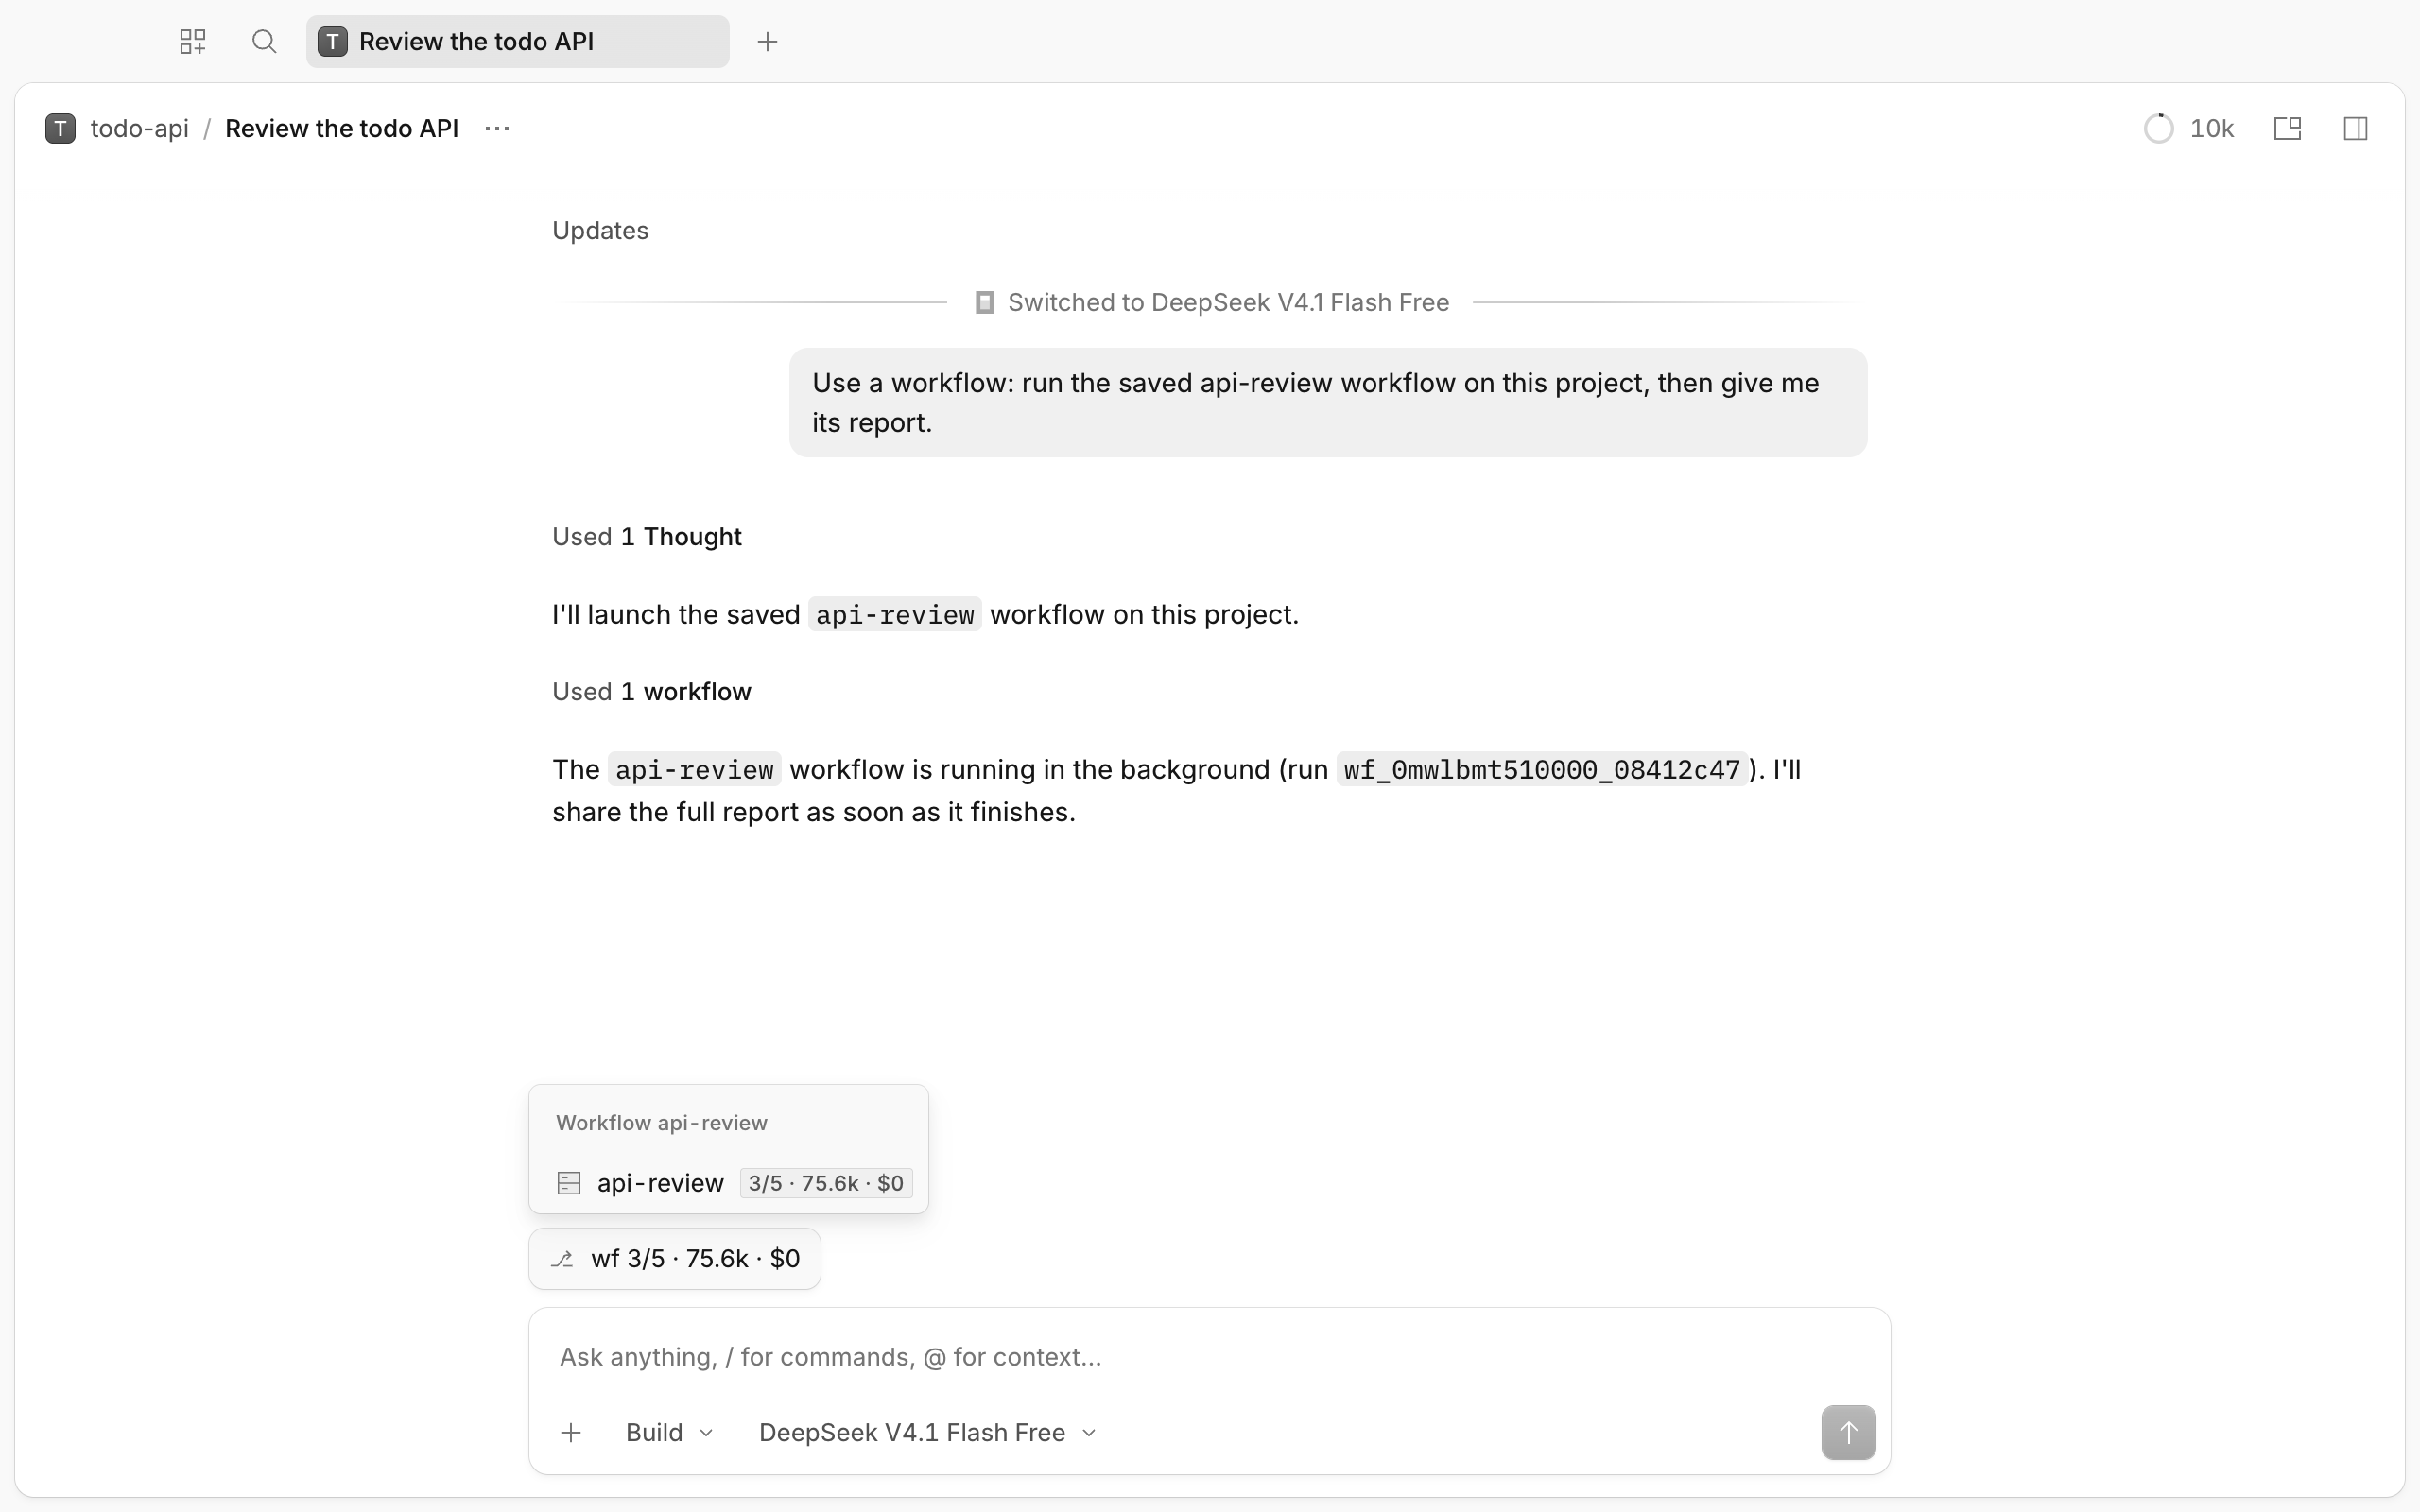 T Review the todo API
T todo-api / Review the todo API ···
10k
Updates
Switched to DeepSeek V4.1 Flash Free
Use a workflow: run the saved api-review workflow on this project, then give me
its report.
Used 1 Thought
I'll launch the saved api-review workflow on this project.
Used 1 workflow
The api-review workflow is running in the background (run wf_0mwlbmt510000_08412c47). I'll
share the full report as soon as it finishes.
Workflow api-review
api-review 3/5 · 75.6k · $0
wf 3/5 · 75.6k · $0
Ask anything, / for commands, @ for context...
Build
DeepSeek V4.1 Flash Free